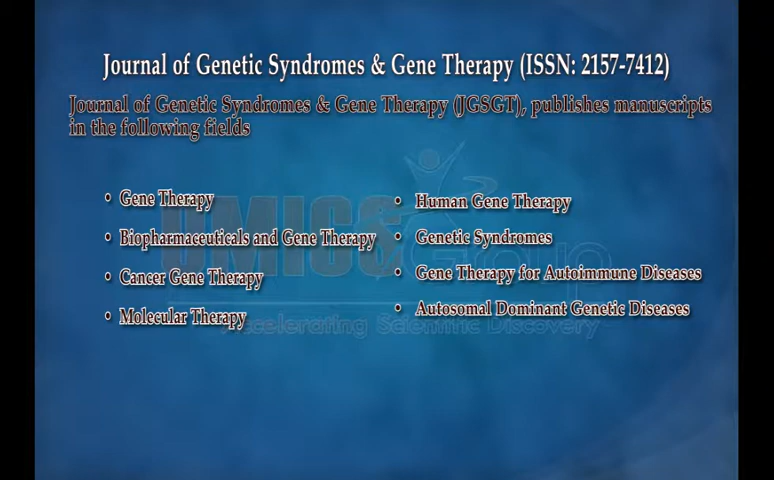 Journal of Genetic Syndromes & Gene Therapy (ISSN: 2157-7412)
Journal of Genetic Syndromes & Gene Therapy (JGSGT), publishes manuscripts
in the following fields
• Gene Therapy
• Biopharmaceuticals and Gene Therapy
• Cancer Gene Therapy
• Molecular Therapy
• Human Gene Therapy
• Genetic Syndromes
• Gene Therapy for Autoimmune Diseases
• Autosomal Dominant Genetic Diseases
OMICS Group
Accelerating Scientific Discovery